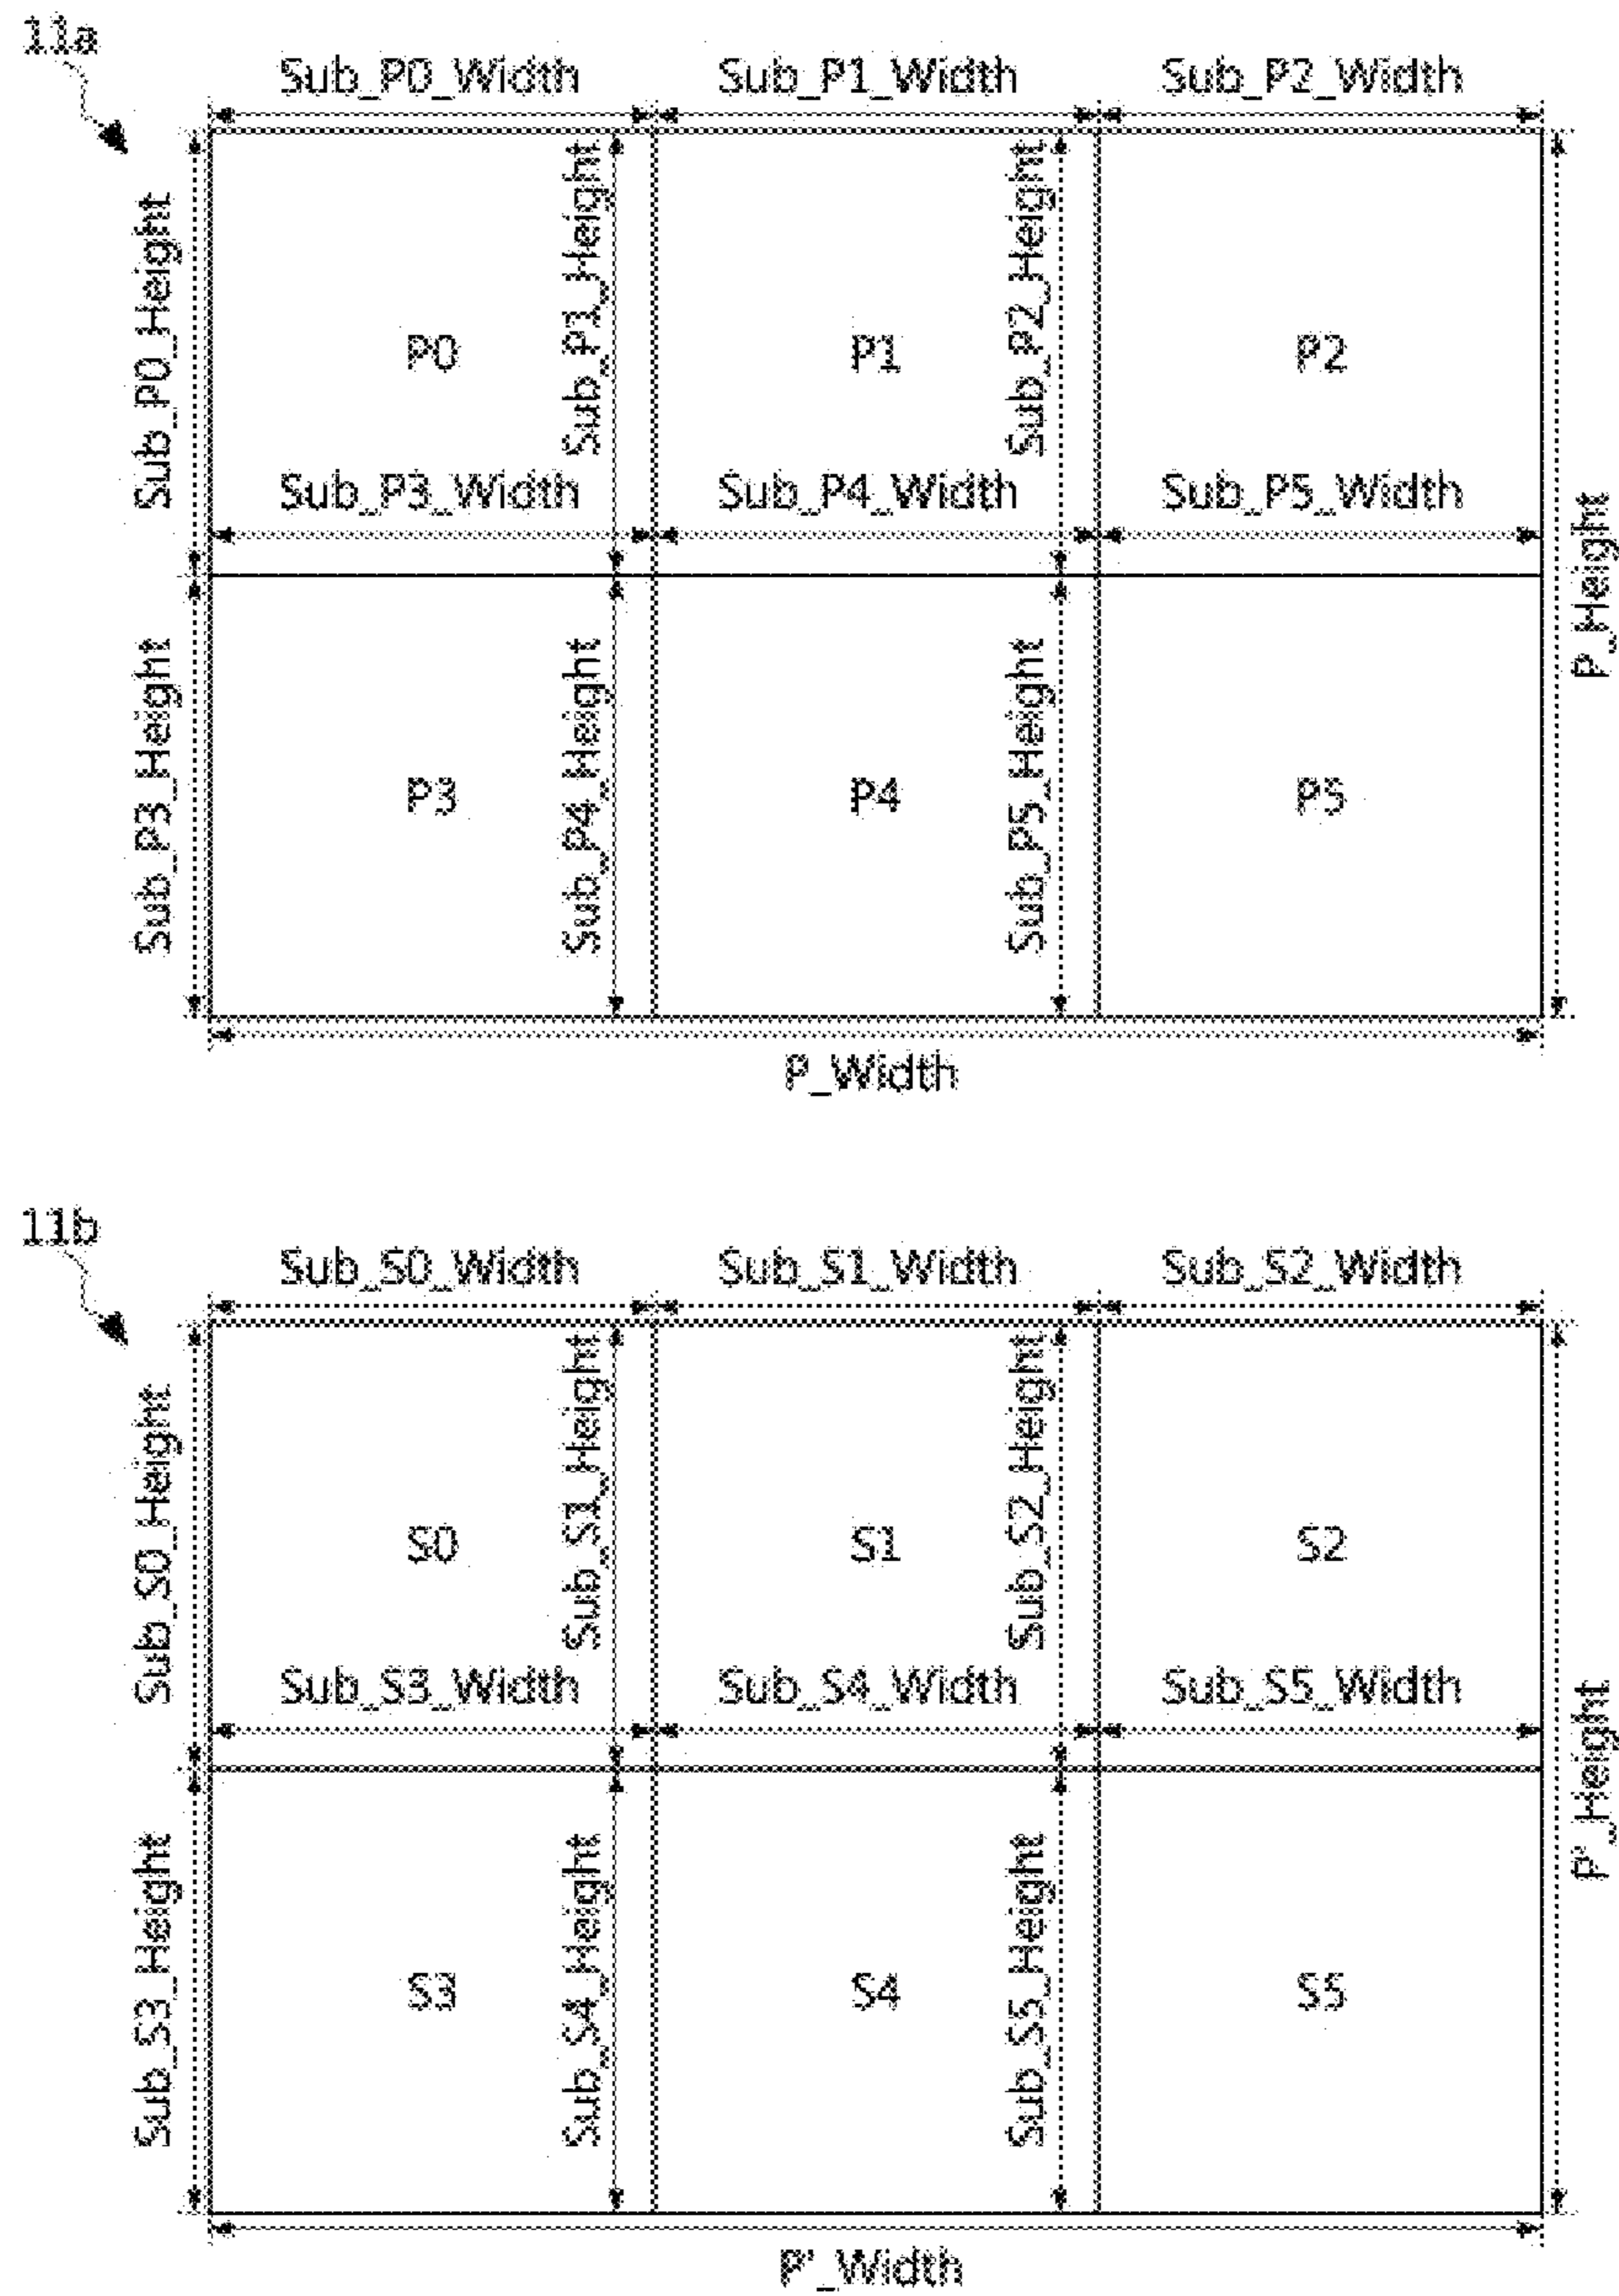 11a
Sub_P0_Width
Sub_P1_Width
Sub_P2_Width
Sub_P0_Height
Sub_P1_Height
Sub_P2_Height
P0
P1
P2
Sub_P3_Width
Sub_P4_Width
Sub_P5_Width
P_Height
Sub_P3_Height
Sub_P4_Height
Sub_P5_Height
P3
P4
P5
P_Width
11b
Sub_S0_Width
Sub_S1_Width
Sub_S2_Width
Sub_S0_Height
Sub_S1_Height
Sub_S2_Height
S0
S1
S2
Sub_S3_Width
Sub_S4_Width
Sub_S5_Width
P'_Height
Sub_S3_Height
Sub_S4_Height
Sub_S5_Height
S3
S4
S5
P'_Width